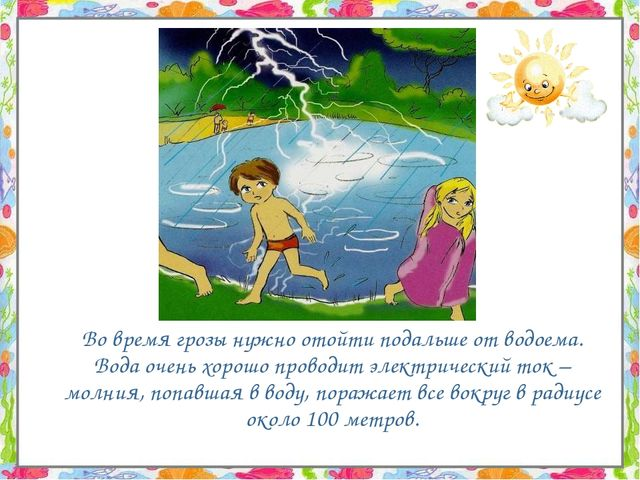 Во время грозы нужно отойти подальше от водоема.
Вода очень хорошо проводит электрический ток –
молния, попавшая в воду, поражает все вокруг в радиусе
около 100 метров.